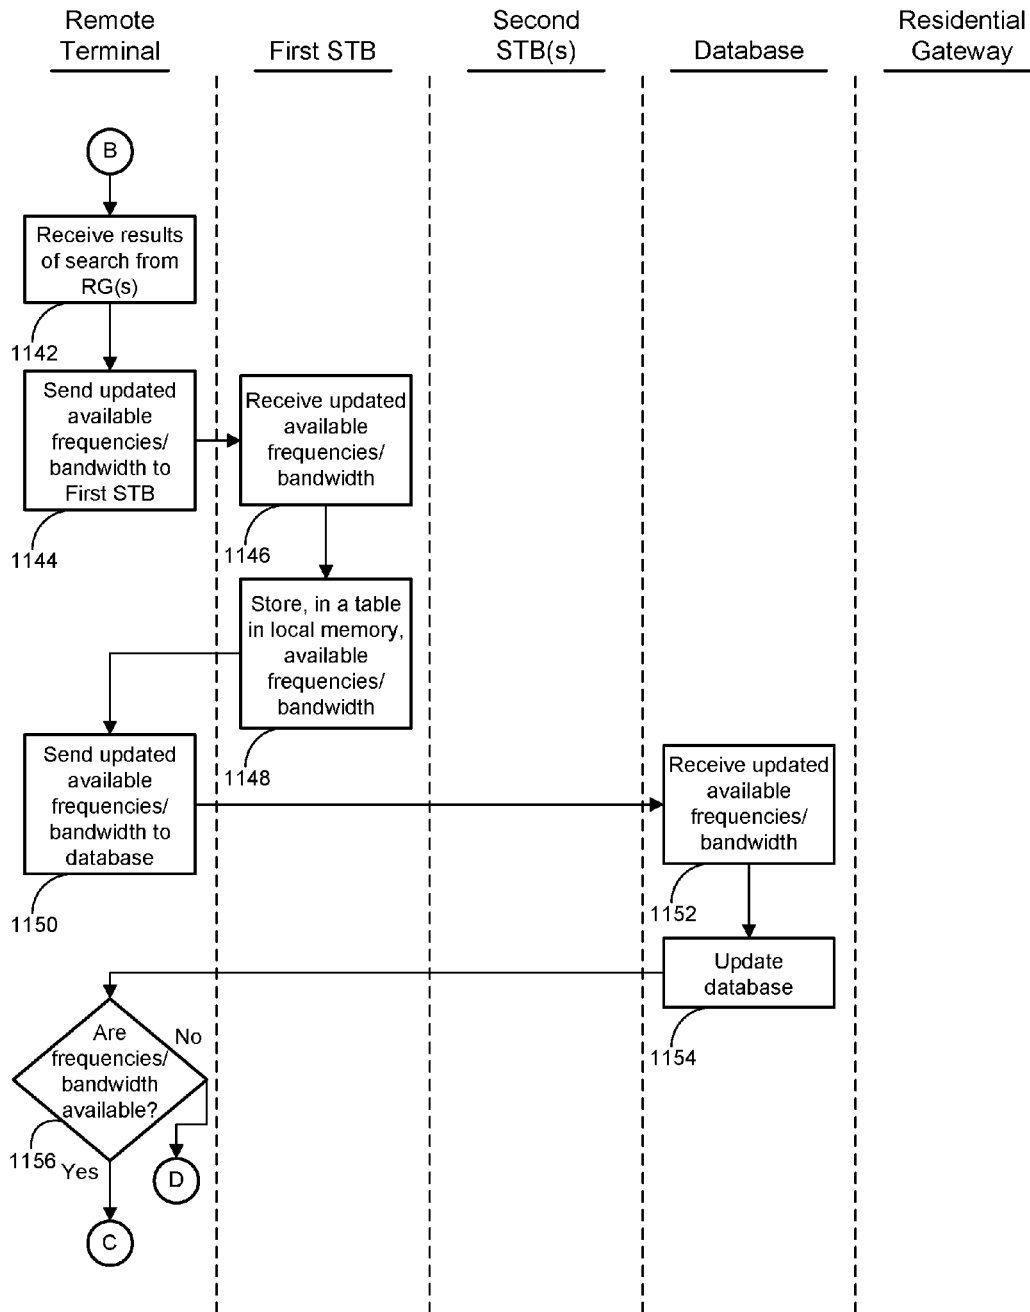 Remote
Terminal
First STB
Second
STB(s)
Database
Residential
Gateway
B
Receive results
of search from
RG(s)
1142
Send updated
available
frequencies/
bandwidth to
First STB
1144
Receive updated
available
frequencies/
bandwidth
1146
Store, in a table
in local memory,
available
frequencies/
bandwidth
1148
Send updated
available
frequencies/
bandwidth to
database
1150
Receive updated
available
frequencies/
bandwidth
1152
Update
database
1154
Are
frequencies/
bandwidth
available?
No
1156
Yes
D
C